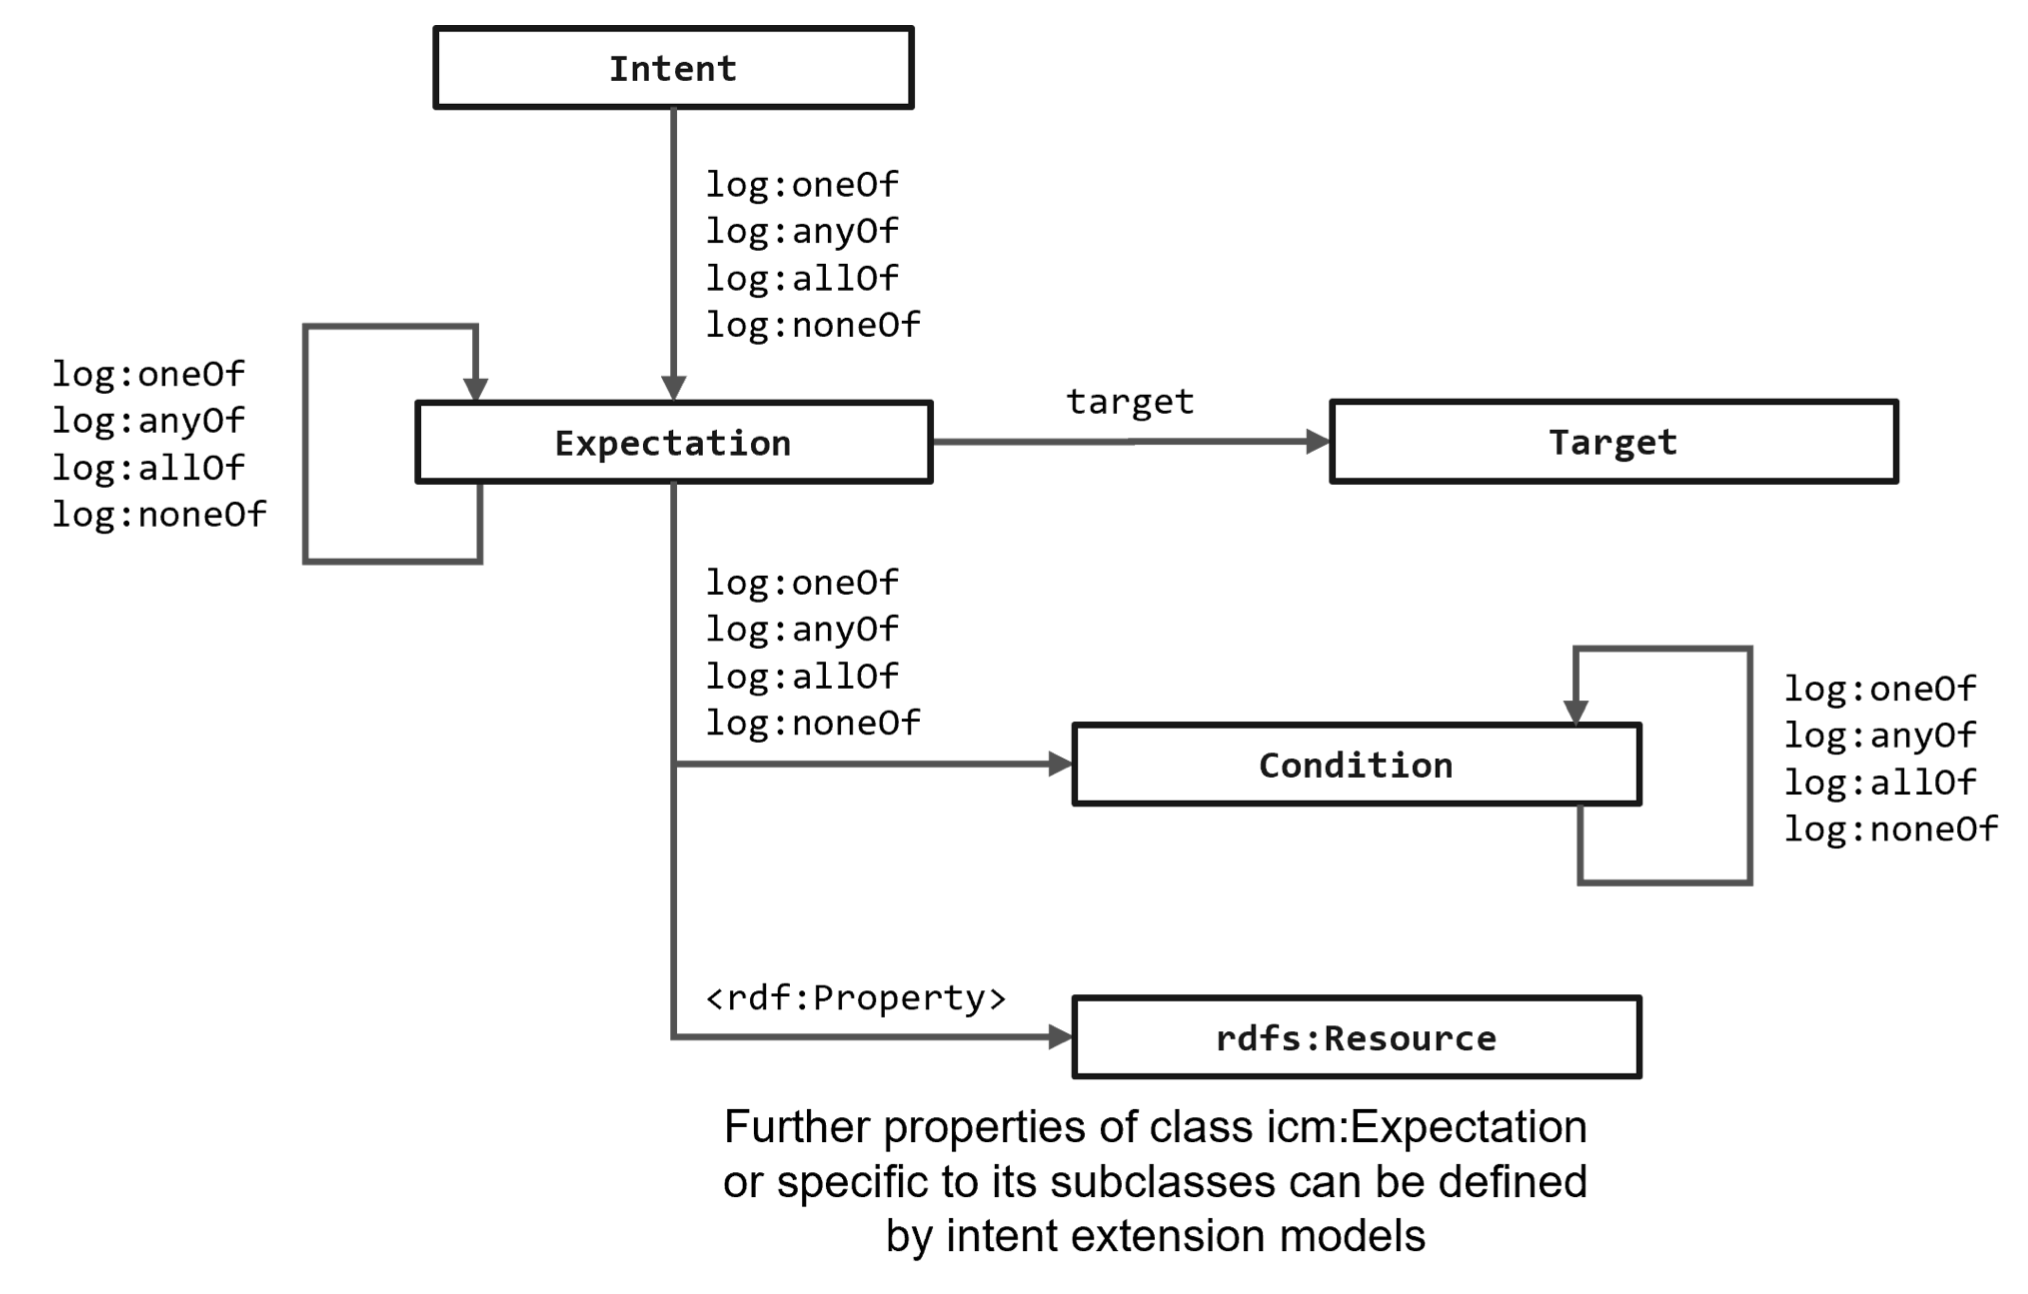 Intent
log:oneOf
log:anyOf
log:allOf
log:noneOf
log:oneOf
log:anyOf
log:allOf
log:noneOf
Expectation
target
Target
log:oneOf
log:anyOf
log:allOf
log:noneOf
Condition
log:oneOf
log:anyOf
log:allOf
log:noneOf
<rdf:Property>
rdfs:Resource
Further properties of class icm:Expectation
or specific to its subclasses can be defined
by intent extension models